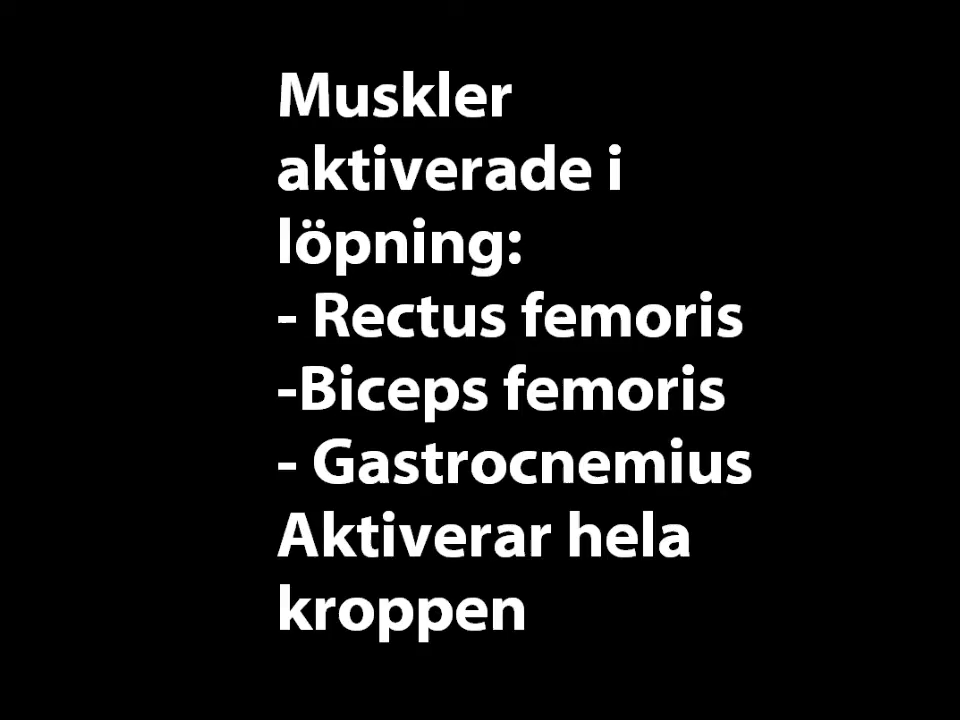 Muskler
aktiverade i
löpning:
- Rectus femoris
-Biceps femoris
- Gastrocnemius
Aktiverar hela
kroppen